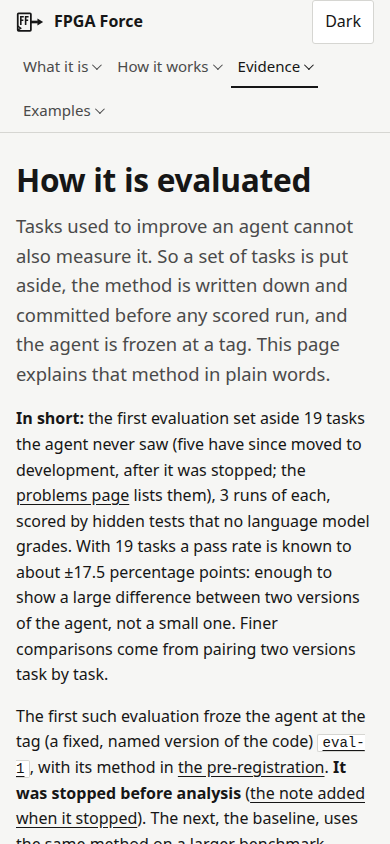 FPGA Force
Dark
What it is
How it works
Evidence
Examples
How it is evaluated
Tasks used to improve an agent cannot
also measure it. So a set of tasks is put
aside, the method is written down and
committed before any scored run, and
the agent is frozen at a tag. This page
explains that method in plain words.
In short: the first evaluation set aside 19 tasks
the agent never saw (five have since moved to
development, after it was stopped; the
problems page lists them), 3 runs of each,
scored by hidden tests that no language model
grades. With 19 tasks a pass rate is known to
about ±17.5 percentage points: enough to
show a large difference between two versions
of the agent, not a small one. Finer
comparisons come from pairing two versions
task by task.
The first such evaluation froze the agent at the
tag (a fixed, named version of the code) eval-
1, with its method in the pre-registration. It
was stopped before analysis (the note added
when it stopped). The next, the baseline, uses
the same method on a larger benchmark